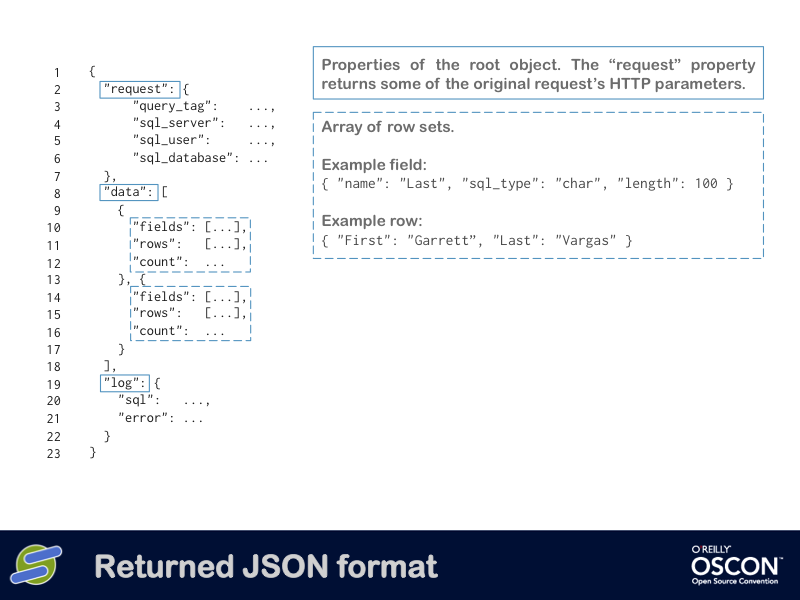 1 {
2 "request": {
3 "query_tag": ...,
4 "sql_server": ...,
5 "sql_user": ...,
6 "sql_database": ...
7 },
8 "data": [
9 {
10 "fields": [...],
11 "rows": [...],
12 "count": ...
13 }, {
14 "fields": [...],
15 "rows": [...],
16 "count": ...
17 }
18 ],
19 "log": {
20 "sql": ...,
21 "error": ...
22 }
23 }
Properties of the root object. The “request” property
returns some of the original request’s HTTP parameters.
Array of row sets.
Example field:
{ "name": "Last", "sql_type": "char", "length": 100 }
Example row:
{ "First": "Garrett”, "Last": "Vargas" }
Returned JSON format
O'REILLY
OSCON™
Open Source Convention